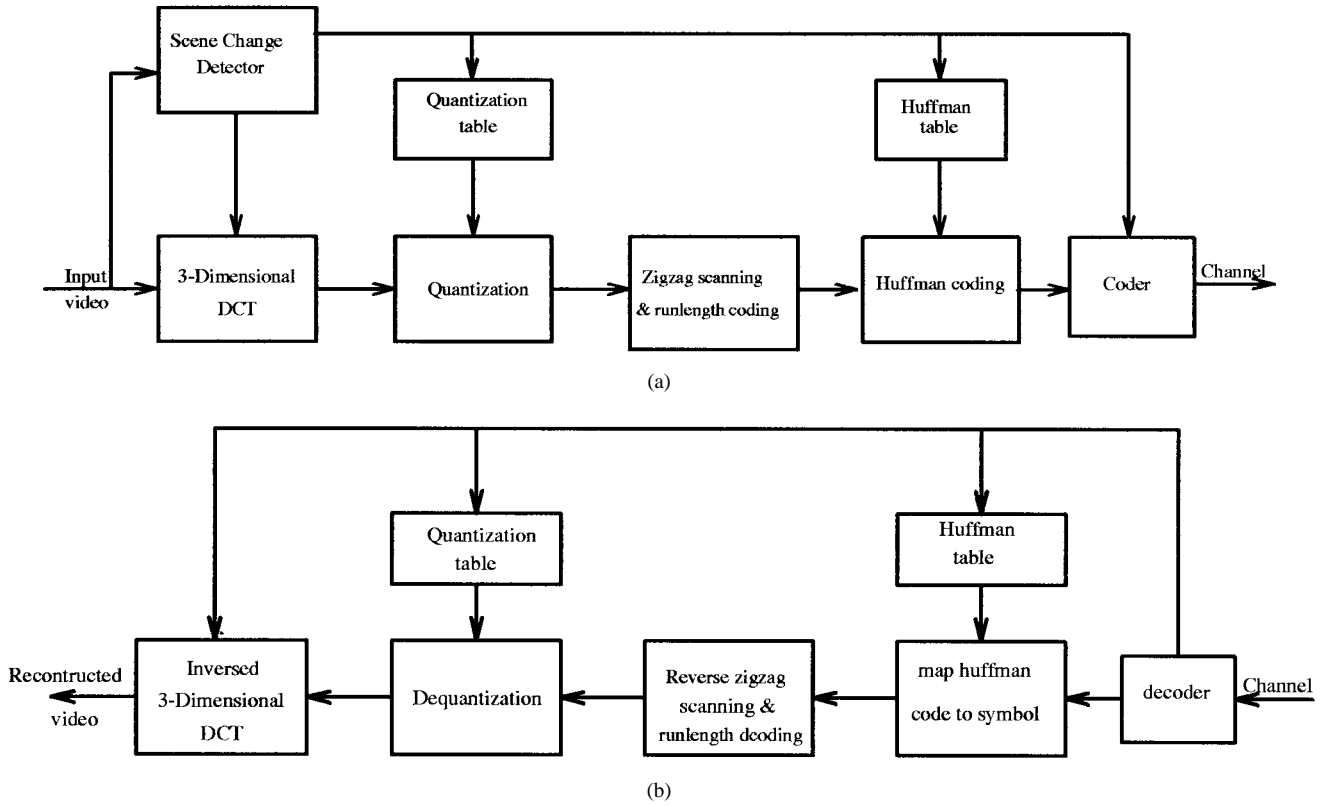 Scene Change
Detector
Quantization
table
Huffman
table
Input
video
3-Dimensional
DCT
Quantization
Zigzag scanning
& runlength coding
Huffman coding
Coder
Channel
(a)
Quantization
table
Huffman
table
Recontructed
video
Inversed
3-Dimensional
DCT
Dequantization
Reverse zigzag
scanning &
runlength dcoding
map huffman
code to symbol
decoder
Channel
(b)